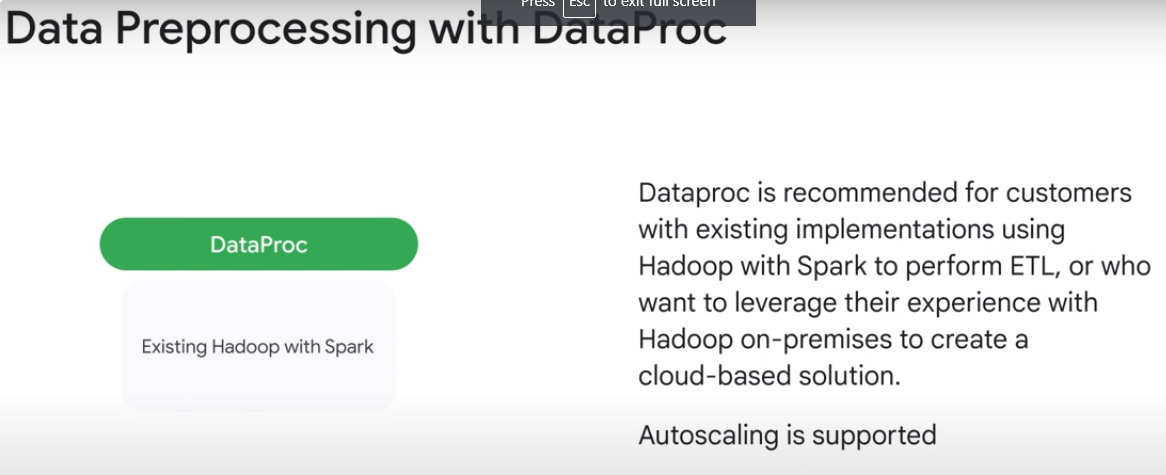 Press Esc to exit full screen
Data Preprocessing with DataProc
DataProc
Existing Hadoop with Spark
Dataproc is recommended for customers
with existing implementations using
Hadoop with Spark to perform ETL, or who
want to leverage their experience with
Hadoop on-premises to create a
cloud-based solution.
Autoscaling is supported